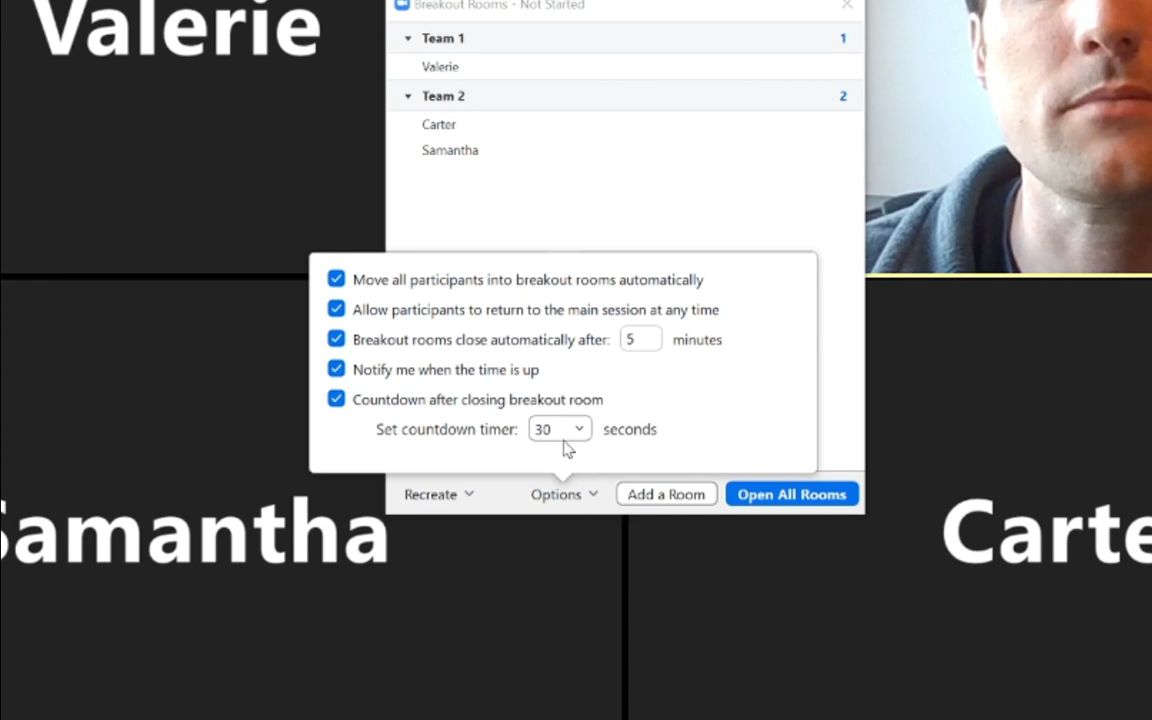 Valerie
Breakout Rooms - Not Started
Team 1 1
Valerie
Team 2 2
Carter
Samantha
Move all participants into breakout rooms automatically
Allow participants to return to the main session at any time
Breakout rooms close automatically after: 5 minutes
Notify me when the time is up
Countdown after closing breakout room
Set countdown timer: 30 seconds
Recreate Options Add a Room Open All Rooms
Samantha
Carte